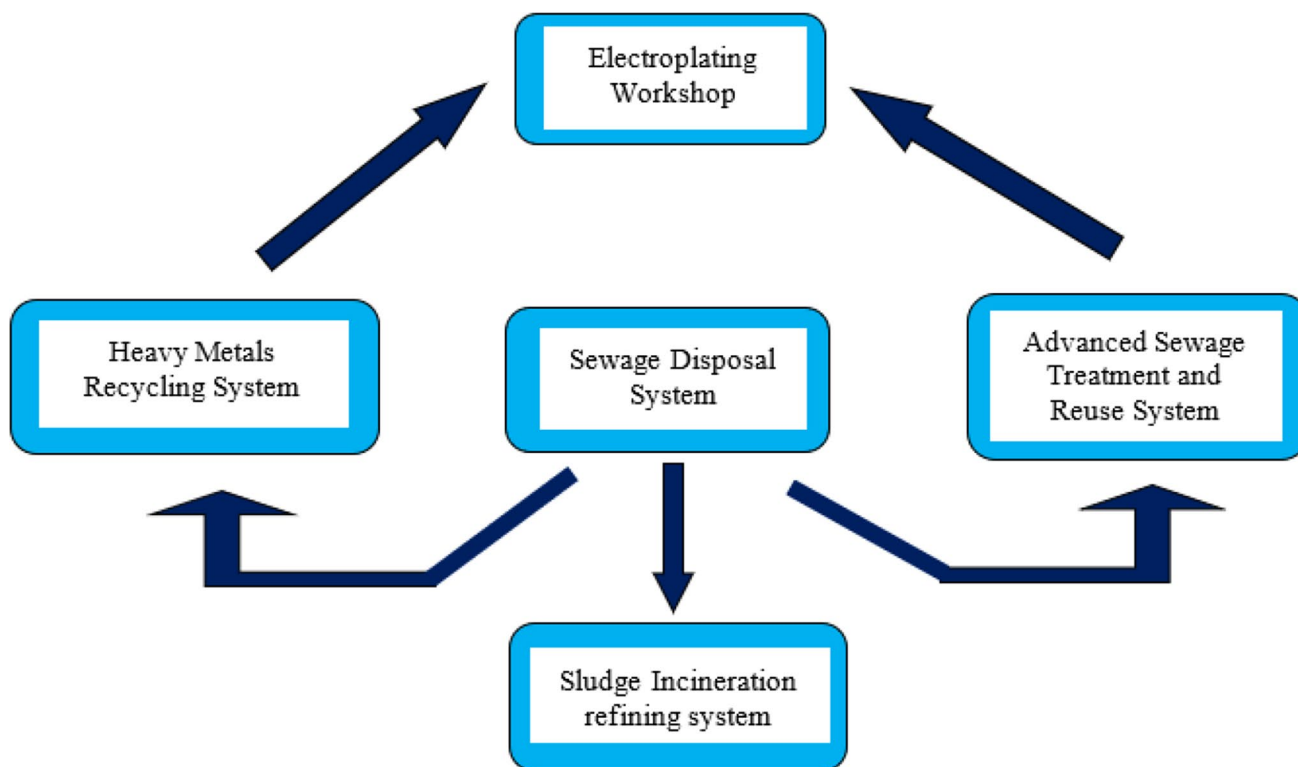 Electroplating
Workshop
Heavy Metals
Recycling System
Sewage Disposal
System
Advanced Sewage
Treatment and
Reuse System
Sludge Incineration
refining system